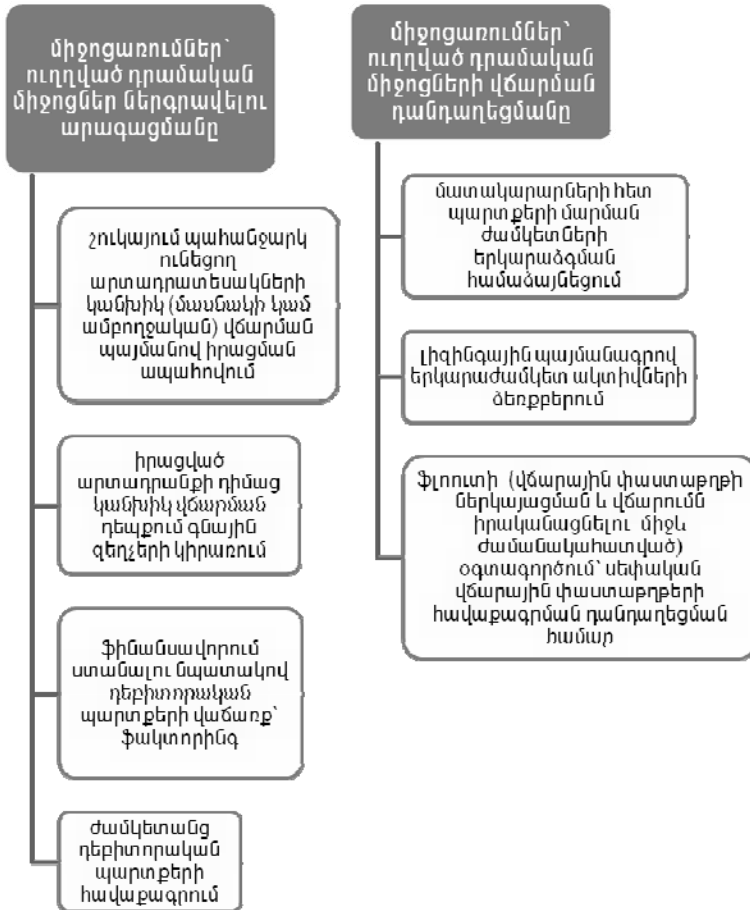 միջոցառումներ՝
ուղղված դրամական
միջոցներ ներգրավելու
արագացմանը
շուկայում պահանջարկ
ունեցող
արտադրատեսակների
կանխիկ (մասնակի կամ
ամբողջական) վճարման
պայմանով իրացման
ապահովում
իրացված
արտադրանքի դիմաց
կանխիկ վճարման
դեպքում գնային
զեղչերի կիրառում
ֆինանսավորում
ստանալու նպատակով
դեբիտորական
պարտքերի վաճառք՝
ֆակտորինգ
ժամկետանց
դեբիտորական
պարտքերի
հավաքագրում
միջոցառումներ՝
ուղղված դրամական
միջոցների վճարման
դանդաղեցմանը
մատակարարների հետ
պարտքերի մարման
ժամկետների
երկարաձգման
համաձայնեցում
լիզինգային պայմանագրով
երկարաժամկետ ակտիվների
ձեռքբերում
ֆլոուտի (վճարային փաստաթղթի
ներկայացման և վճարումն
իրականացնելու միջև
ժամանակահատված)
օգտագործում՝ սեփական
վճարային փաստաթղթերի
հավաքագրման դանդաղեցման
համար